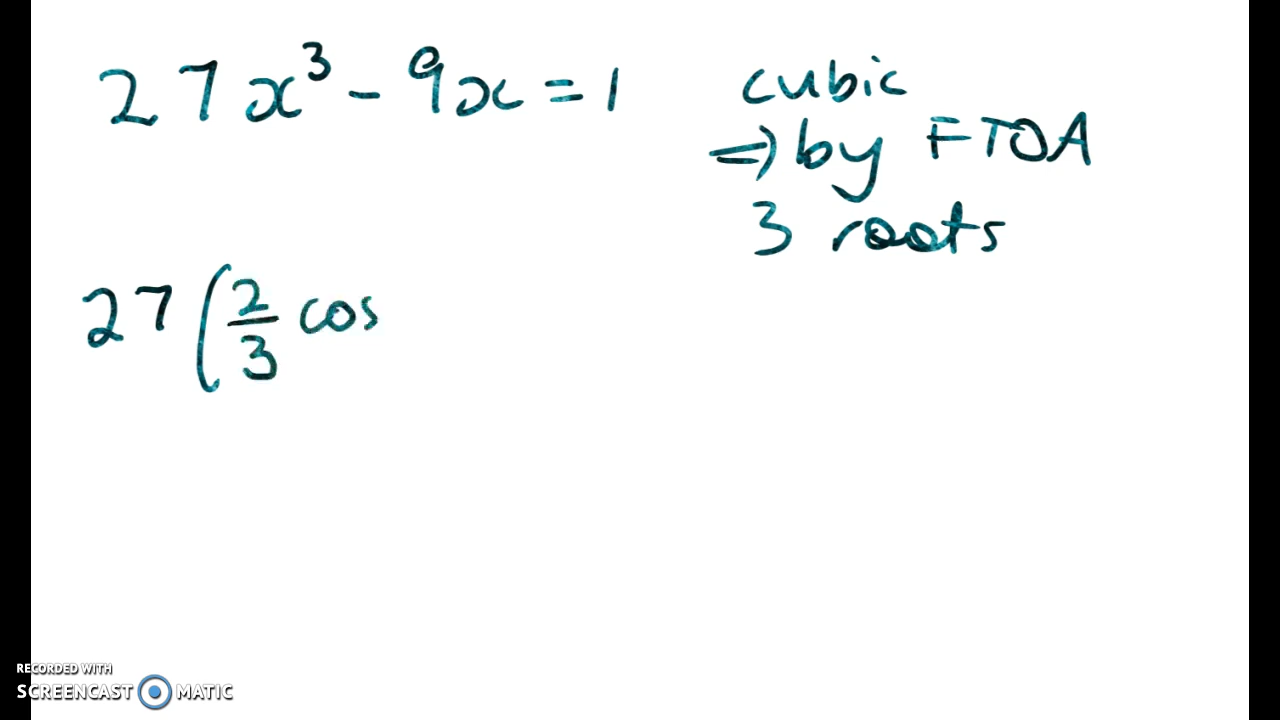 27x³ - 9x = 1
cubic
⇒ by FTOA
3 roots
27(2/3 cos
RECORDED WITH
SCREENCAST MATIC